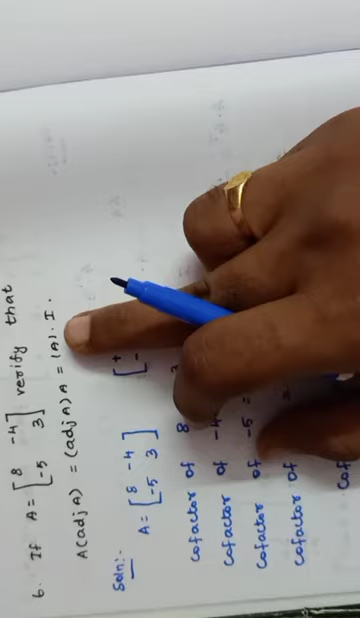 6. If A = [8 -4
-5 3] verify that
A(adj A) = (adj A) A = |A|. I.
Soln:-
A = [8 -4
-5 3] [+
-
Cofactor of 8
Cofactor of -4
Cofactor of -5 =
Cofactor of
Cof